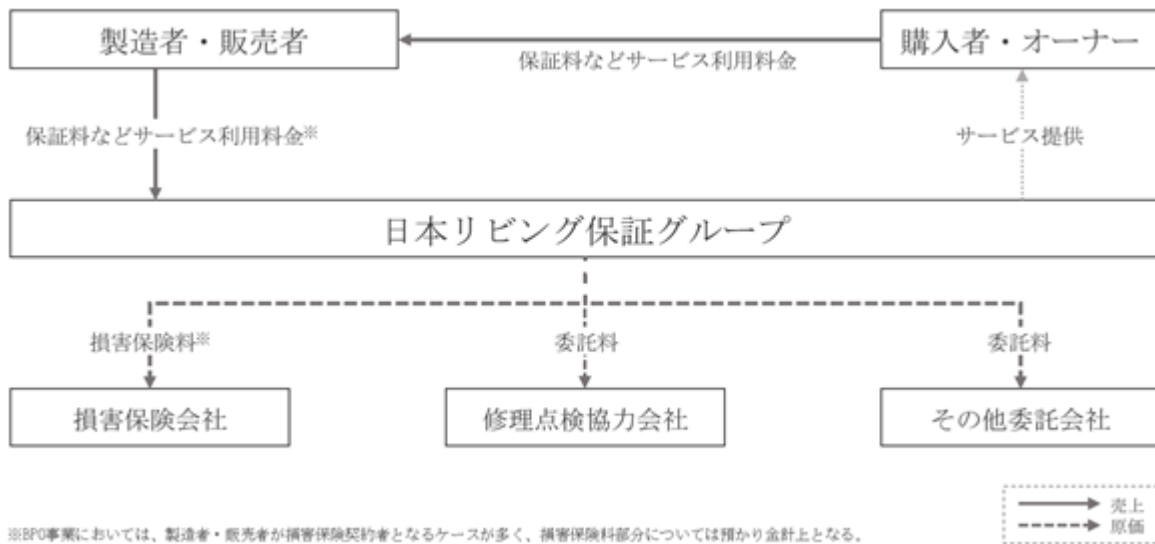 製造者・販売者
購入者・オーナー
保証料などサービス利用料金
保証料などサービス利用料金※
サービス提供
日本リビング保証グループ
損害保険料※
委託料
委託料
損害保険会社
修理点検協力会社
その他委託会社
売上
原価
※BPO事業においては、製造者・販売者が損害保険契約者となるケースが多く、損害保険料部分については預かり金計上となる。